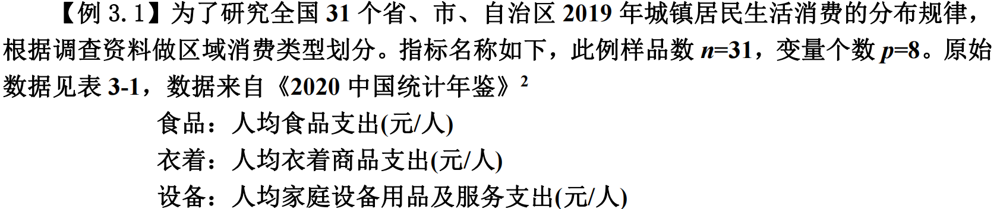 【例 3.1】为了研究全国 31 个省、市、自治区 2019 年城镇居民生活消费的分布规律，
根据调查资料做区域消费类型划分。指标名称如下，此例样品数 n=31，变量个数 p=8。原始
数据见表 3-1，数据来自《2020 中国统计年鉴》2
食品：人均食品支出(元/人)
衣着：人均衣着商品支出(元/人)
设备：人均家庭设备用品及服务支出(元/人)